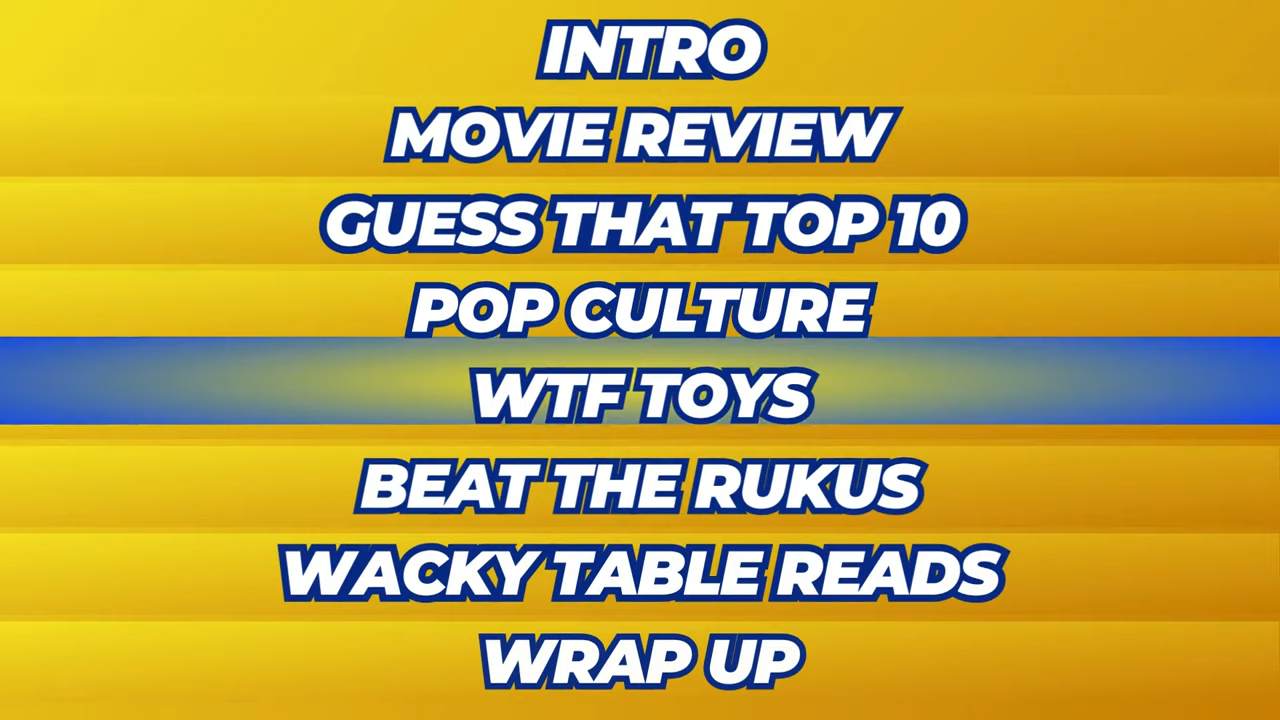 INTRO
MOVIE REVIEW
GUESS THAT TOP 10
POP CULTURE
WTF TOYS
BEAT THE RUKUS
WACKY TABLE READS
WRAP UP